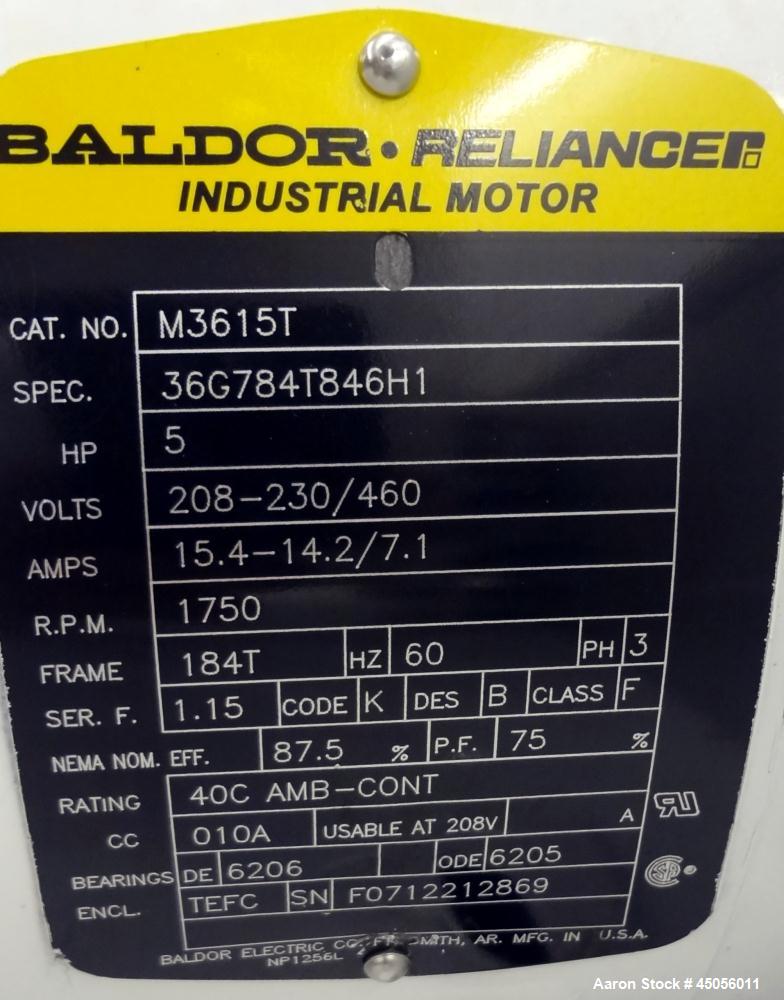 BALDOR • RELIANCE
INDUSTRIAL MOTOR
CAT. NO. M3615T
SPEC. 36G784T846H1
HP 5
VOLTS 208-230/460
AMPS 15.4-14.2/7.1
R.P.M. 1750
FRAME 184T HZ 60 PH 3
SER. F. 1.15 CODE K DES B CLASS F
NEMA NOM. EFF. 87.5 % P.F. 75 %
RATING 40C AMB-CONT
CC 010A USABLE AT 208V A
BEARINGS DE 6206 ODE 6205
ENCL. TEFC SN F0712212869
BALDOR ELECTRIC CO. FT. SMITH, AR. MFG. IN U.S.A.
NP1256L
Aaron Stock # 45056011